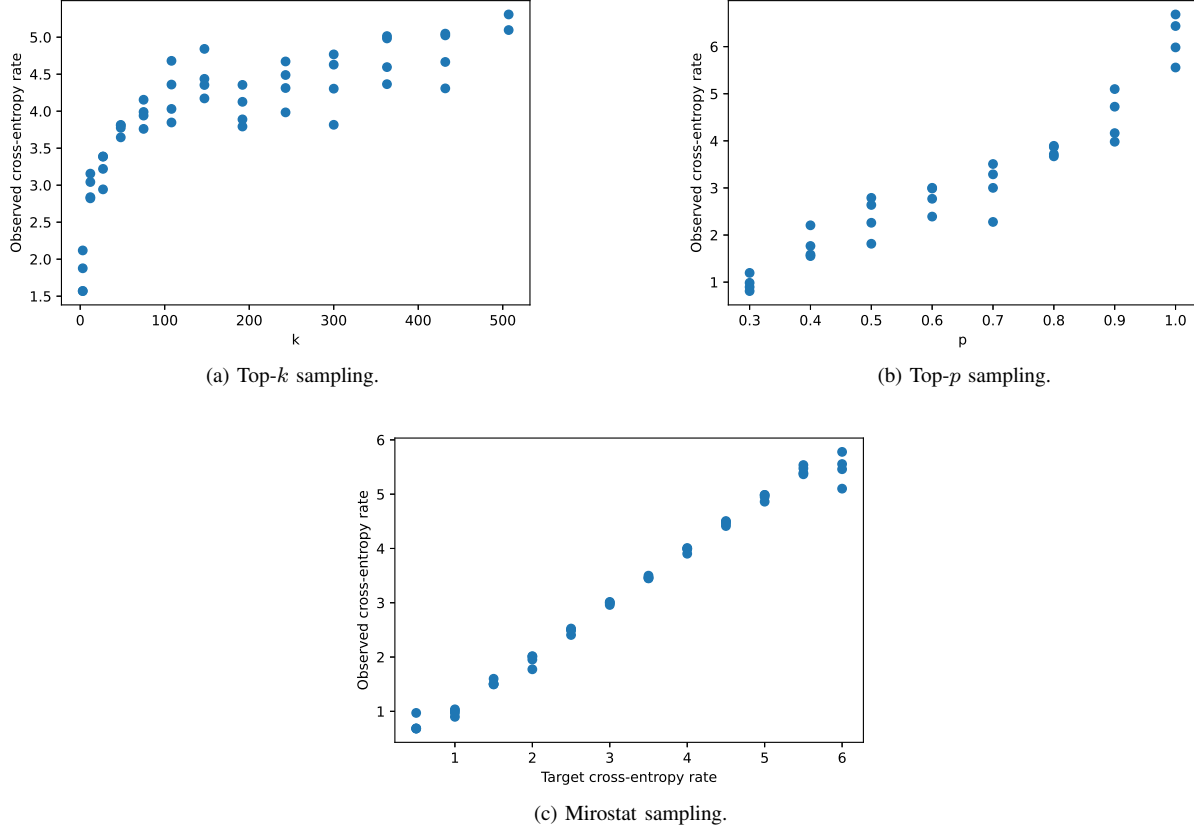 Observed cross-entropy rate
5.0
4.5
4.0
3.5
3.0
2.5
2.0
1.5
0 100 200 300 400 500
k
(a) Top-k sampling.
Observed cross-entropy rate
6
5
4
3
2
1
0.3 0.4 0.5 0.6 0.7 0.8 0.9 1.0
p
(b) Top-p sampling.
Observed cross-entropy rate
6
5
4
3
2
1
1 2 3 4 5 6
Target cross-entropy rate
(c) Mirostat sampling.